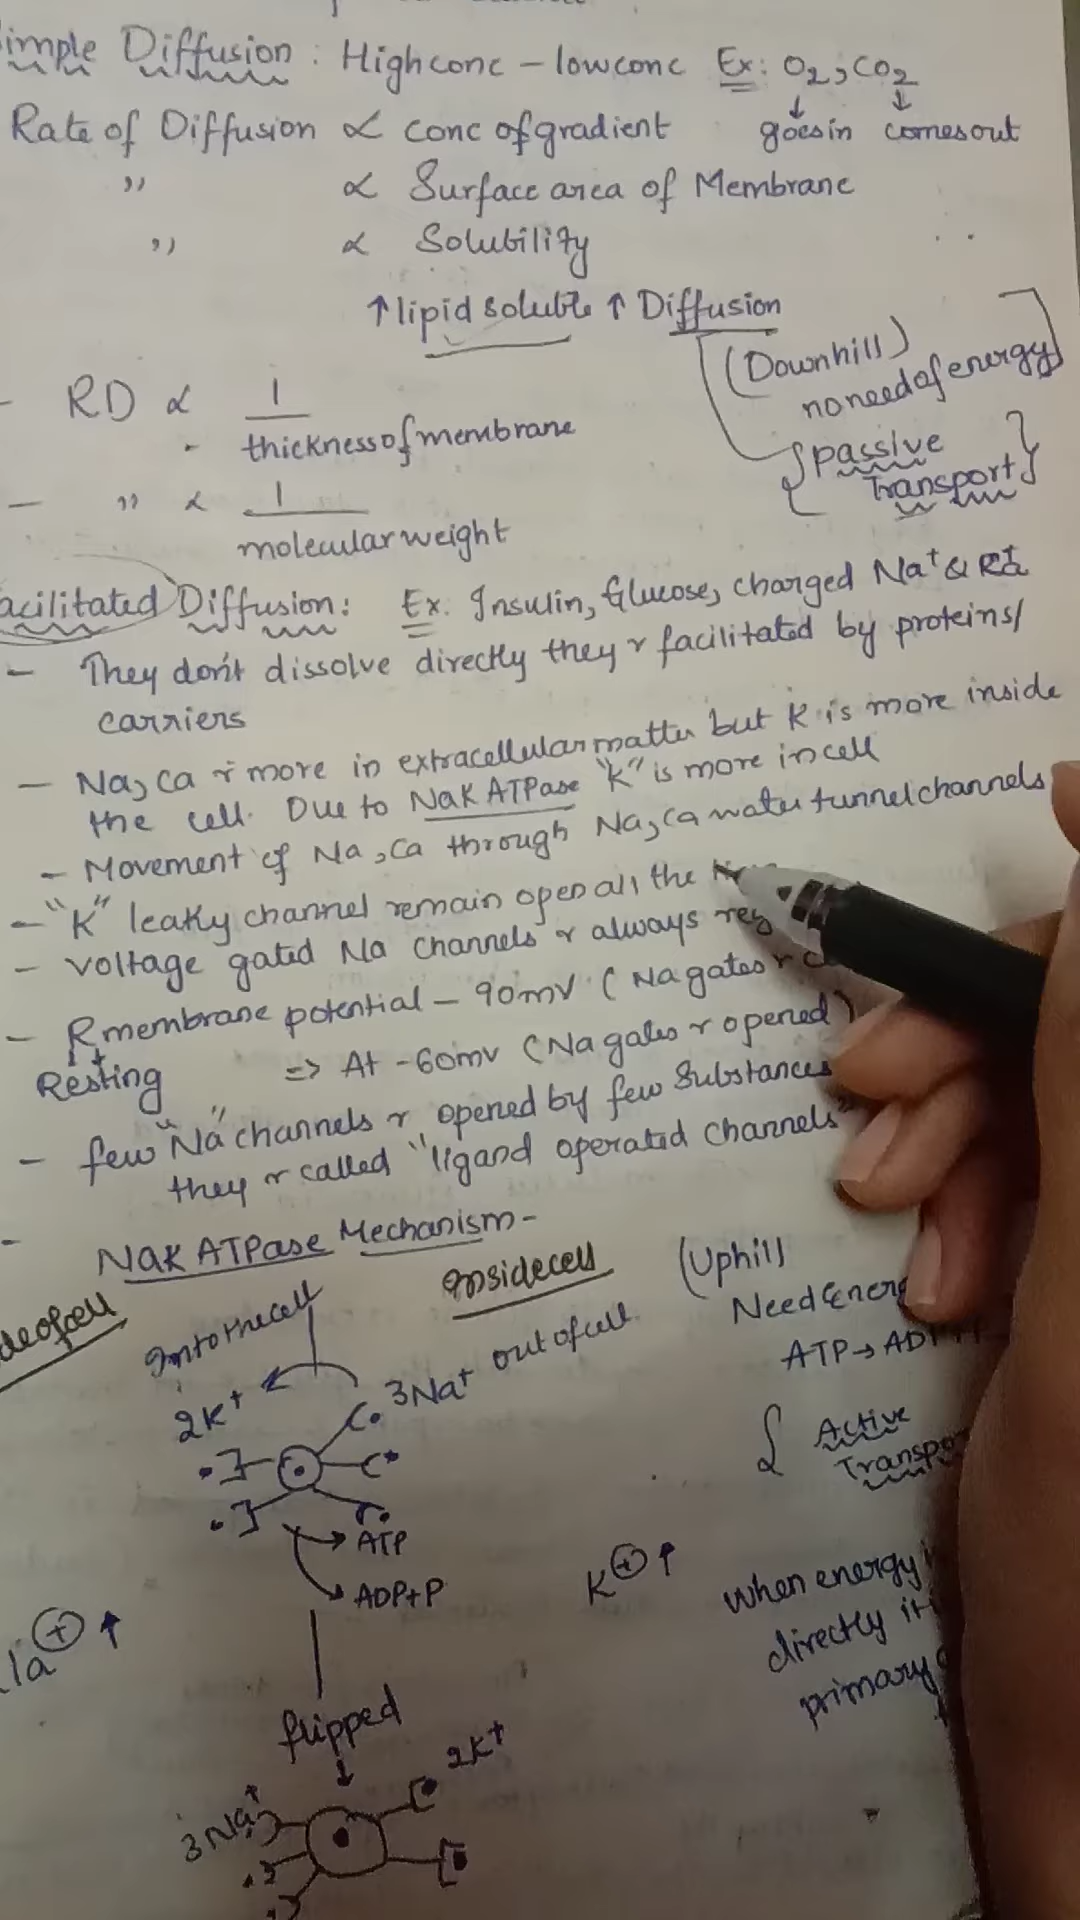 Simple Diffusion : High conc – low conc Ex: O2, CO2
goes in comes out
Rate of Diffusion ∝ conc of gradient
” ∝ Surface area of Membrane
” ∝ Solubility
↑ lipid soluble ↑ Diffusion
(Downhill)
no need of energy
passive
Transport
– RD ∝ 1
thickness of membrane
– ” ∝ 1
molecular weight
acilitated Diffusion: Ex: Insulin, Glucose, charged Na+ &
– They don't dissolve directly they r facilitated by proteins/
carriers
– Na, Ca r more in extracellular matter but K is more inside
the cell. Due to NaK ATPase "K" is more in cell
– Movement of Na, Ca through Na, Ca water tunnel channels
– "K" leaky channel remain open all the
– voltage gated Na channels r always
– Rmembrane potential – 90mv (Na gates r
Resting => At -60mv (Na gates r opened)
– few "Na" channels r opened by few Substances
they r called "ligand operated channels"
– NaK ATPase Mechanism-
ide of cell
Insidecell
(Uphill)
Need Energ
ATP → AD
Into the cell
out of cell
2K+ 3Na+
Active
Transpo
ATP
ADP+P
K+ ↑
when energy
directly it
primary
Na+ ↑
flipped
2K+
3Na+